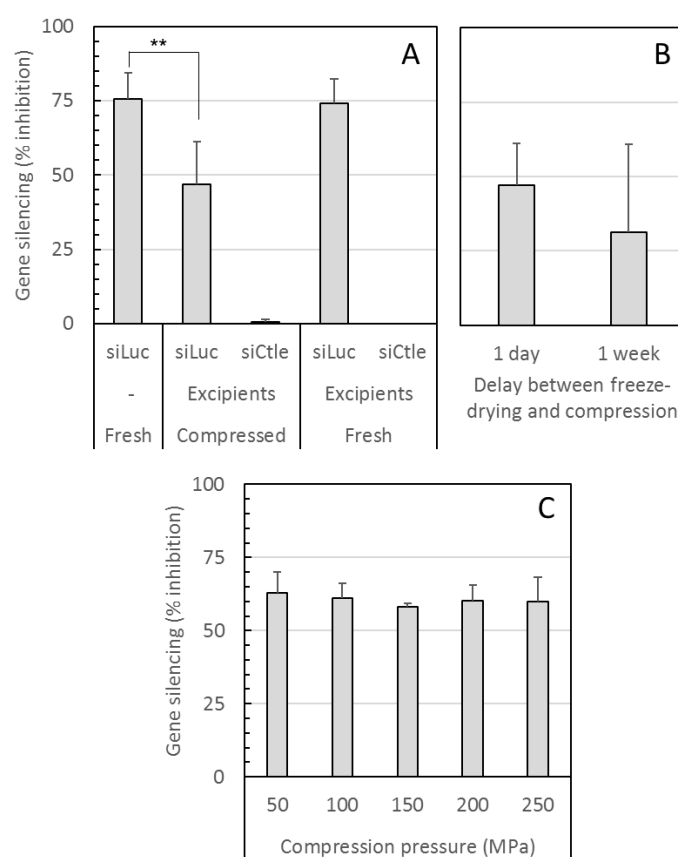 100
75
50
25
0
Gene silencing (% inhibition)
**
A
siLuc siLuc siCtle siLuc siCtle
- Excipients Excipients
Fresh Compressed Fresh
B
1 day 1 week
Delay between freeze-
drying and compression
100
75
50
25
0
Gene silencing (% inhibition)
C
50 100 150 200 250
Compression pressure (MPa)